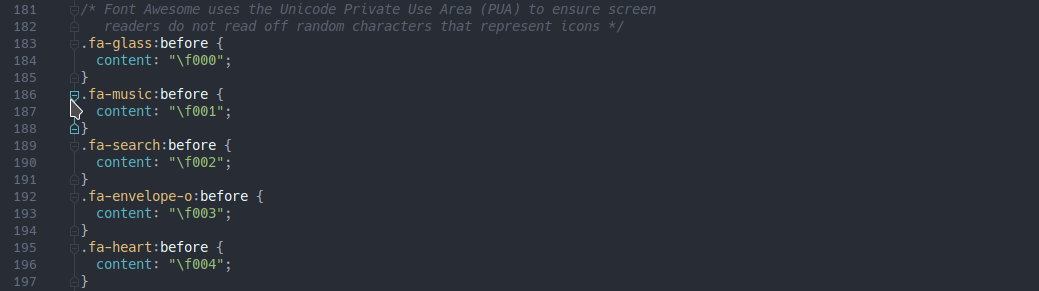 181 /* Font Awesome uses the Unicode Private Use Area (PUA) to ensure screen
182    readers do not read off random characters that represent icons */
183 .fa-glass:before {
184   content: "\f000";
185 }
186 .fa-music:before {
187   content: "\f001";
188 }
189 .fa-search:before {
190   content: "\f002";
191 }
192 .fa-envelope-o:before {
193   content: "\f003";
194 }
195 .fa-heart:before {
196   content: "\f004";
197 }